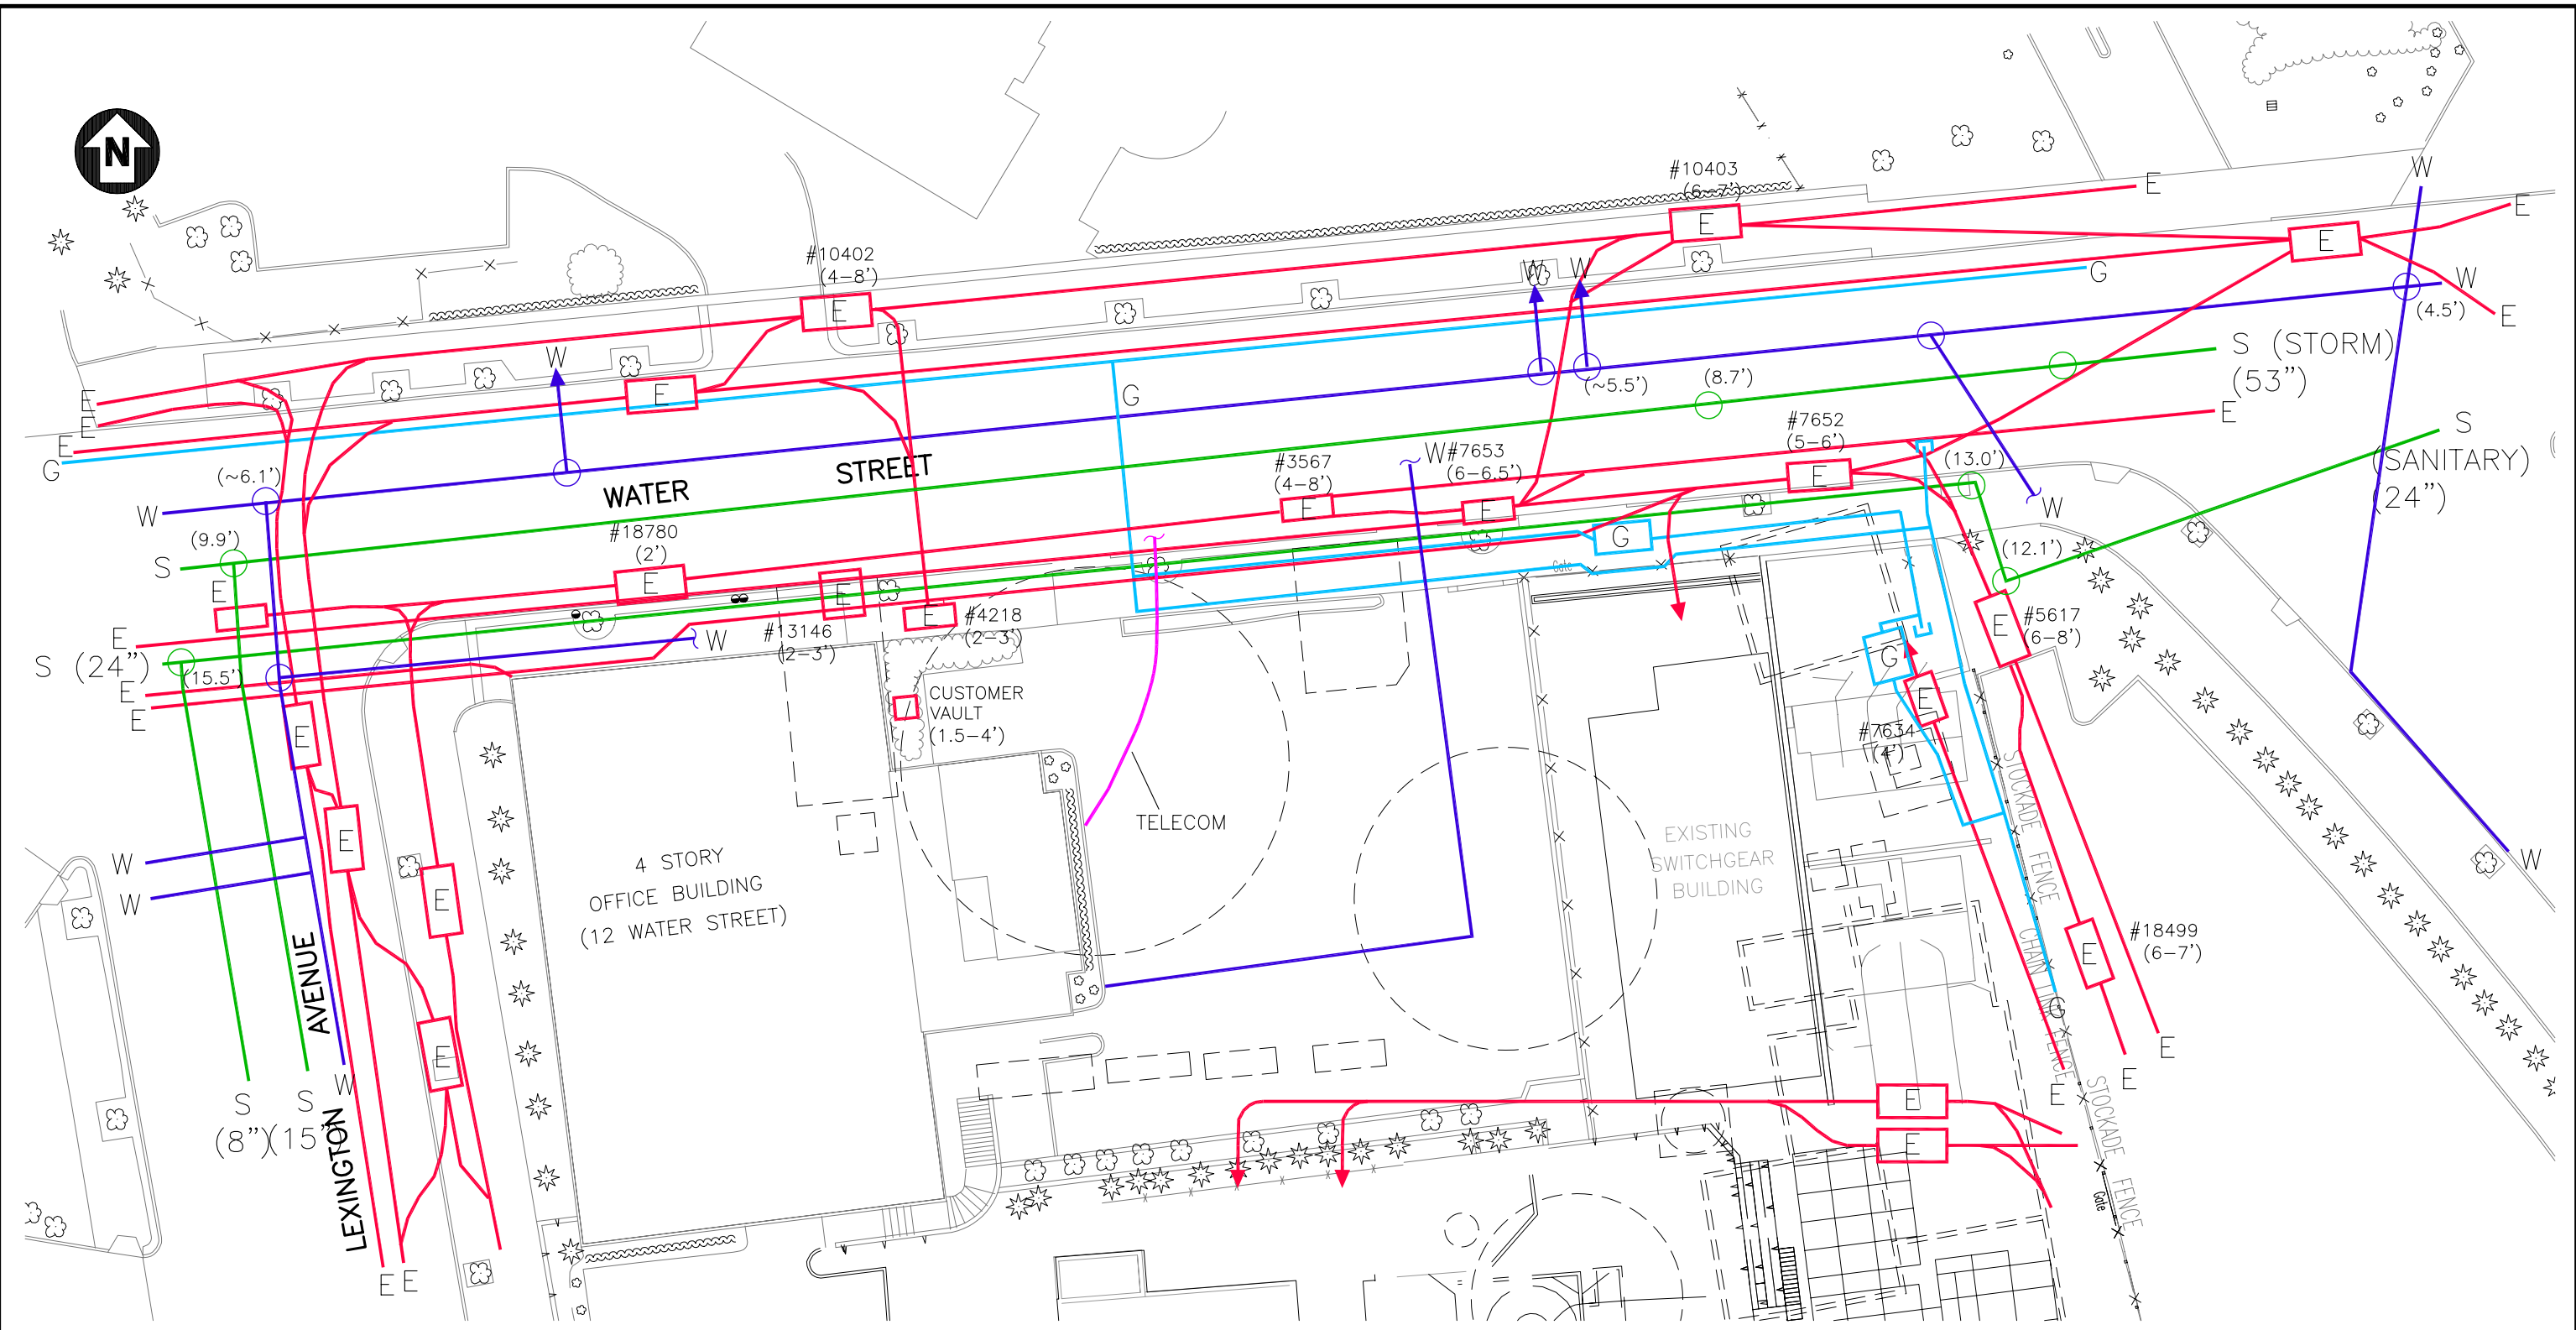 N
#10403
(6-7')
E
W
E
#10402
(4-8')
E
E
E
W
W
G
W
E
(4.5')
E
W
E
E
E
G
E
G
(~5.5')
(8.7')
S (STORM)
(53")
E
S
(SANITARY)
(24")
#7652
(5-6')
E
(13.0')
W
(12.1')
W
#7653
(6-6.5')
E
#3567
(4-8')
E
WATER STREET
(~6.1')
W
(9.9')
S
E
#18780
(2')
E
E
E
#4218
(2-3')
#13146
(2-3')
W
E
S (24")
(15.5')
E
E
G
Gate
E
#5617
(6-8')
G
E
#7634
(4')
CUSTOMER
VAULT
(1.5-4')
TELECOM
4 STORY
OFFICE BUILDING
(12 WATER STREET)
EXISTING
SWITCHGEAR
BUILDING
STOCKADE FENCE
CHAIN LINK FENCE
#18499
(6-7')
E
G
E
E
E
W
E
E
E
E
W
W
LEXINGTON AVENUE
S
(8")
S
(15")
W
E
E
E
E
STOCKADE FENCE
Gate